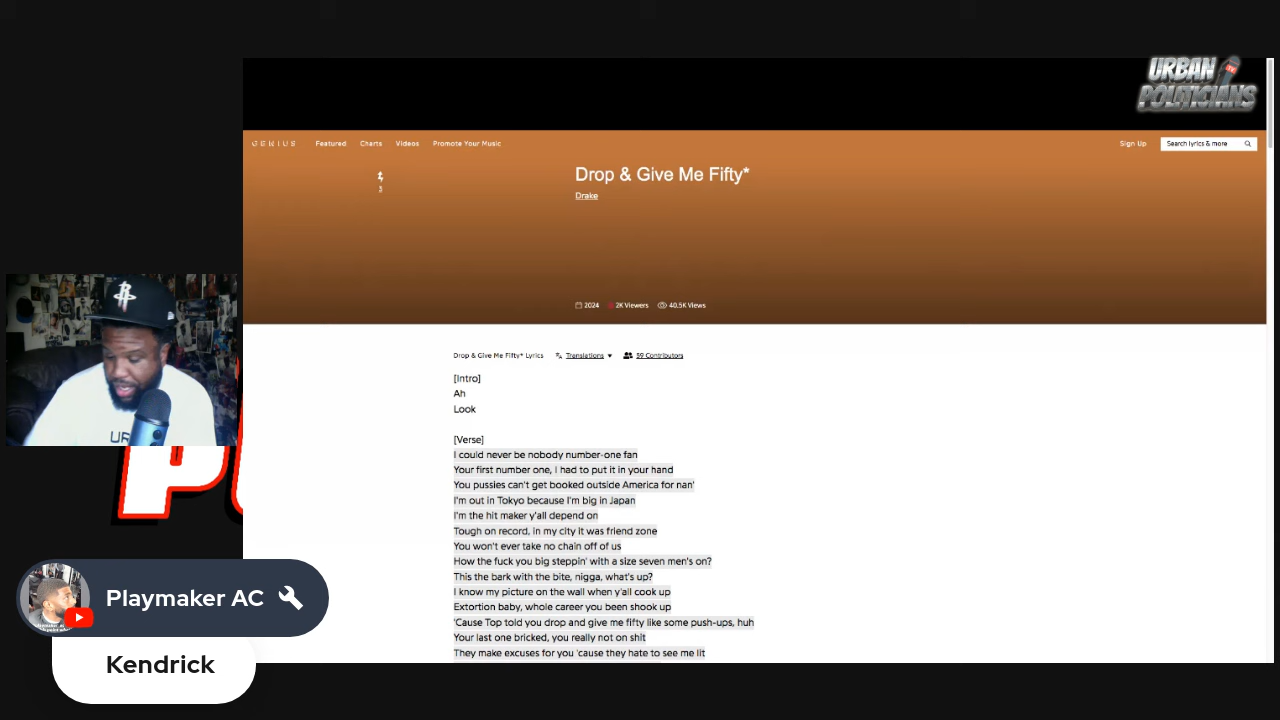 URBAN
POLITICIANS
GENIUS Featured Charts Videos Promote Your Music Sign Up Search lyrics & more
3
Drop & Give Me Fifty*
Drake
2024 2K Viewers 40.5K Views
Drop & Give Me Fifty* Lyrics Translations 59 Contributors
[Intro]
Ah
Look
[Verse]
I could never be nobody number-one fan
Your first number one, I had to put it in your hand
You pussies can't get booked outside America for nan'
I'm out in Tokyo because I'm big in Japan
I'm the hit maker y'all depend on
Tough on record, in my city it was friend zone
You won't ever take no chain off of us
How the fuck you big steppin' with a size seven men's on?
This the bark with the bite, nigga, what's up?
I know my picture on the wall when y'all cook up
Extortion baby, whole career you been shook up
'Cause Top told you drop and give me fifty like some push-ups, huh
Your last one bricked, you really not on shit
They make excuses for you 'cause they hate to see me lit
UR
P
Playmaker AC
Kendrick